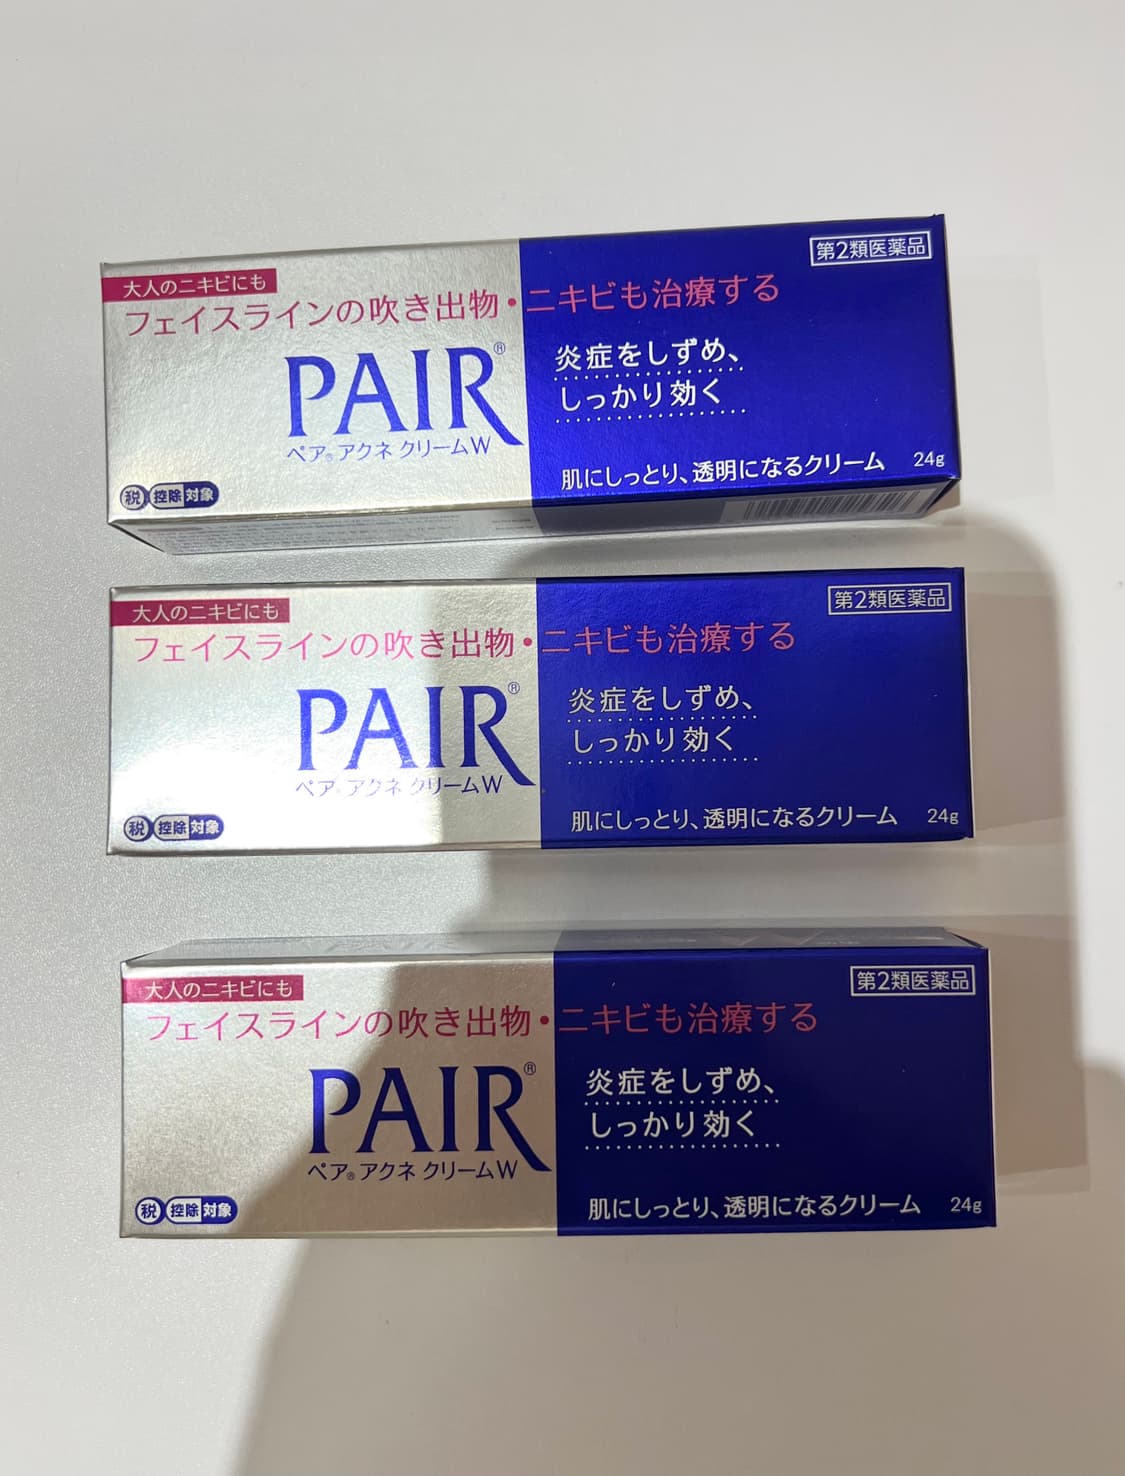 大人のニキビにも
フェイスラインの吹き出物・ニキビも治療する
第2類医薬品
PAIR®
ペア®アクネ クリームW
炎症をしずめ、
しっかり効く
肌にしっとり、透明になるクリーム 24g
税 控除対象
大人のニキビにも
フェイスラインの吹き出物・ニキビも治療する
第2類医薬品
PAIR®
ペア®アクネ クリームW
炎症をしずめ、
しっかり効く
肌にしっとり、透明になるクリーム 24g
税 控除対象
大人のニキビにも
フェイスラインの吹き出物・ニキビも治療する
第2類医薬品
PAIR®
ペア®アクネ クリームW
炎症をしずめ、
しっかり効く
肌にしっとり、透明になるクリーム 24g
税 控除対象